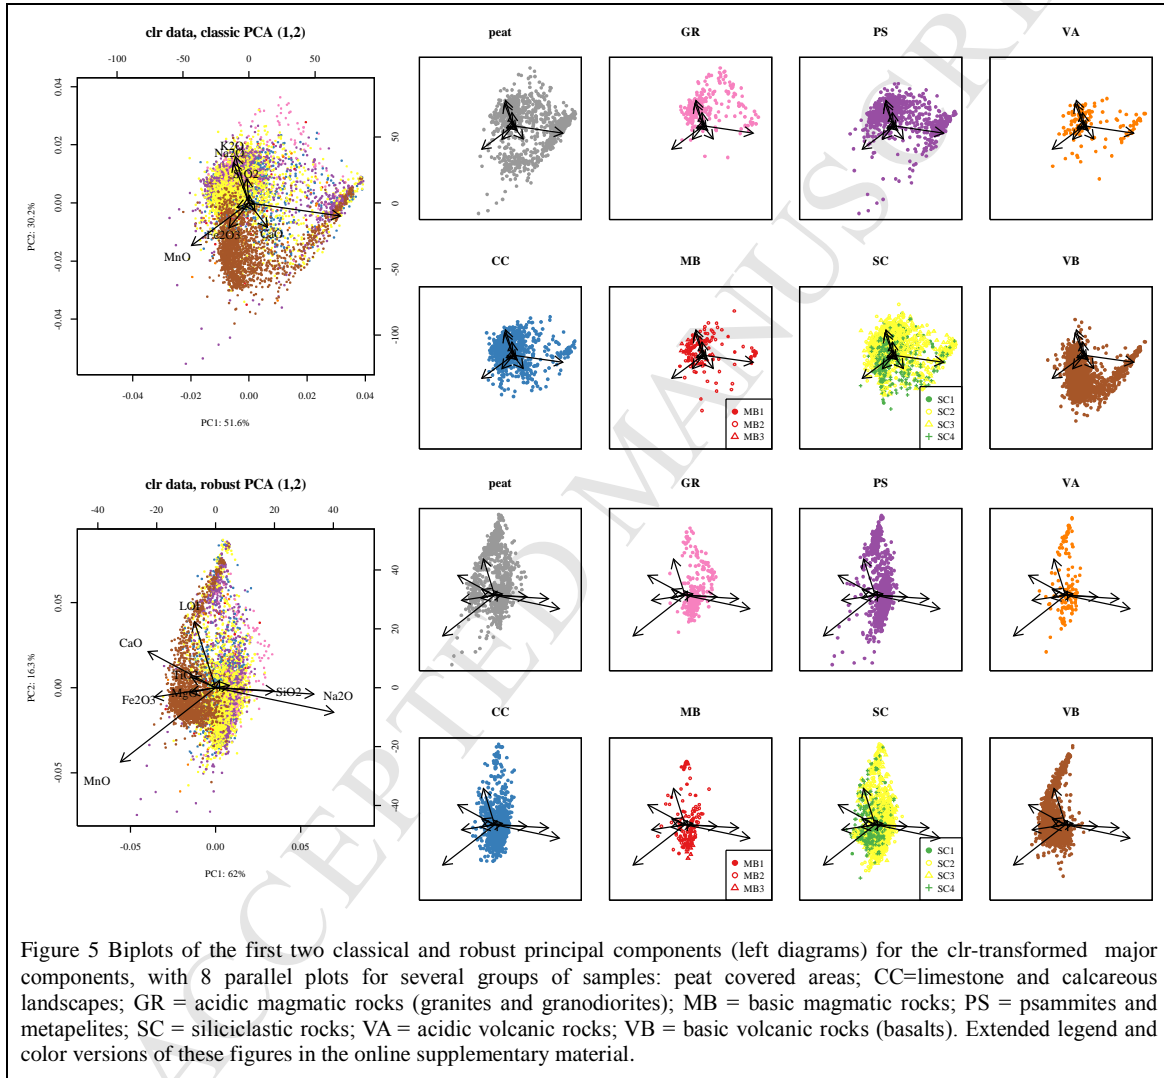 clr data, classic PCA (1,2)
-100 -50 0 50
0.04
0.02
0.00
-0.02
-0.04
PC2: 30.2%
50
0
-50
-100
K2O
Na2O
Fe2O3
CaO
MnO
-0.04 -0.02 0.00 0.02 0.04
PC1: 51.6%
peat
GR
PS
VA
CC
MB
SC
VB
MB1
MB2
MB3
SC1
SC2
SC3
SC4
clr data, robust PCA (1,2)
-40 -20 0 20 40
0.05
0.00
-0.05
PC2: 16.3%
40
20
0
-20
-40
LOI
CaO
TiO2
MgO
Fe2O3
SiO2
Na2O
MnO
-0.05 0.00 0.05
PC1: 62%
peat
GR
PS
VA
CC
MB
SC
VB
MB1
MB2
MB3
SC1
SC2
SC3
SC4
Figure 5 Biplots of the first two classical and robust principal components (left diagrams) for the clr-transformed major
components, with 8 parallel plots for several groups of samples: peat covered areas; CC=limestone and calcareous
landscapes; GR = acidic magmatic rocks (granites and granodiorites); MB = basic magmatic rocks; PS = psammites and
metapelites; SC = siliciclastic rocks; VA = acidic volcanic rocks; VB = basic volcanic rocks (basalts). Extended legend and
color versions of these figures in the online supplementary material.
ACCEPTED MANUSCRI